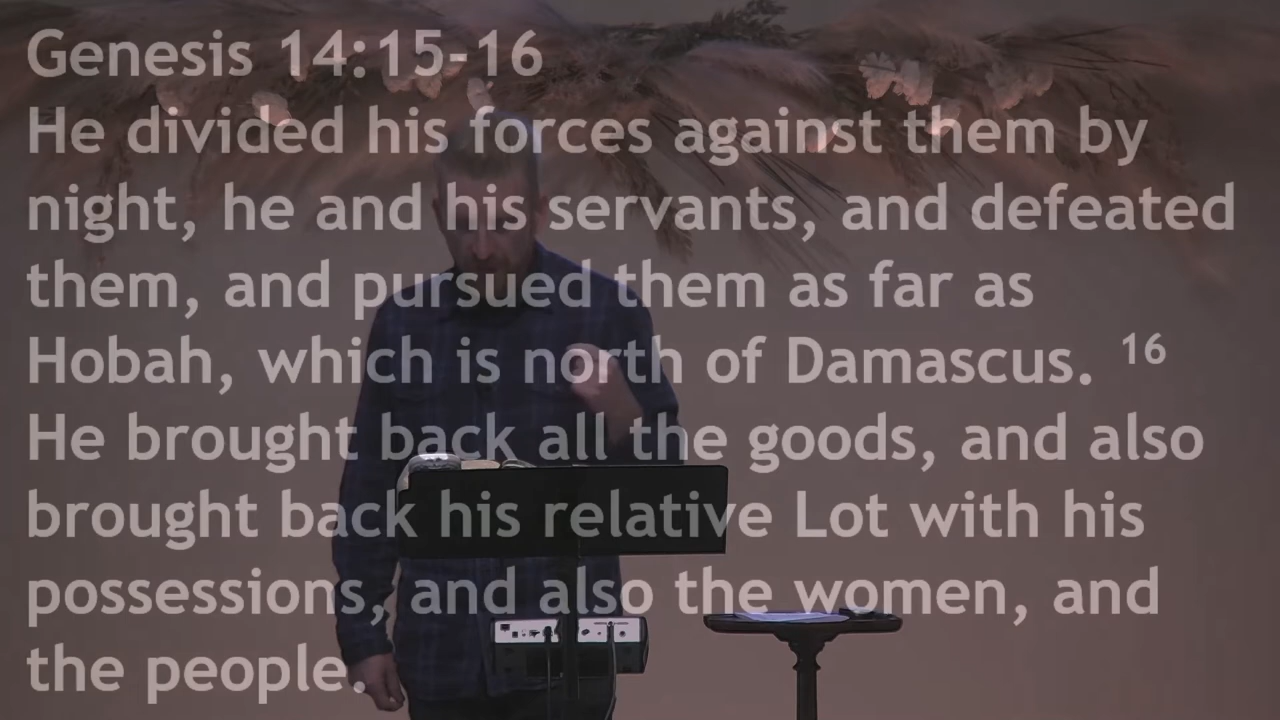 Genesis 14:15-16
He divided his forces against them by
night, he and his servants, and defeated
them, and pursued them as far as
Hobah, which is north of Damascus. 16
He brought back all the goods, and also
brought back his relative Lot with his
possessions, and also the women, and
the people.